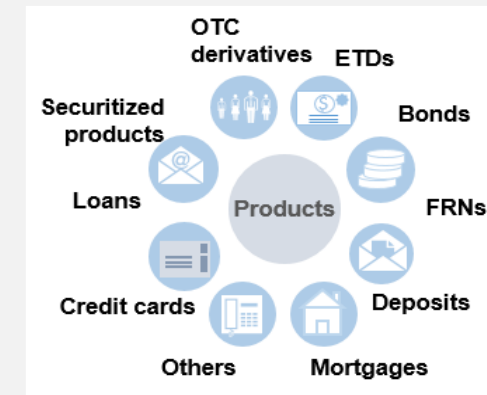 OTC
derivatives
ETDs
Securitized
products
Bonds
Loans
Products
FRNs
Credit cards
Deposits
Others
Mortgages